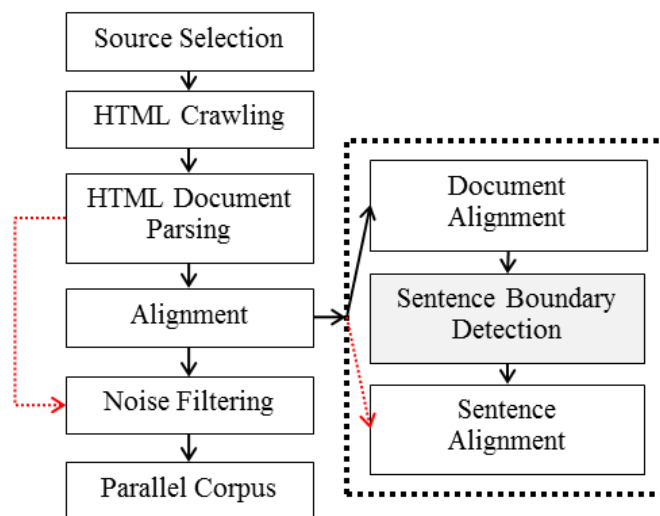 Source Selection
HTML Crawling
HTML Document
Parsing
Alignment
Noise Filtering
Parallel Corpus
Document
Alignment
Sentence Boundary
Detection
Sentence
Alignment